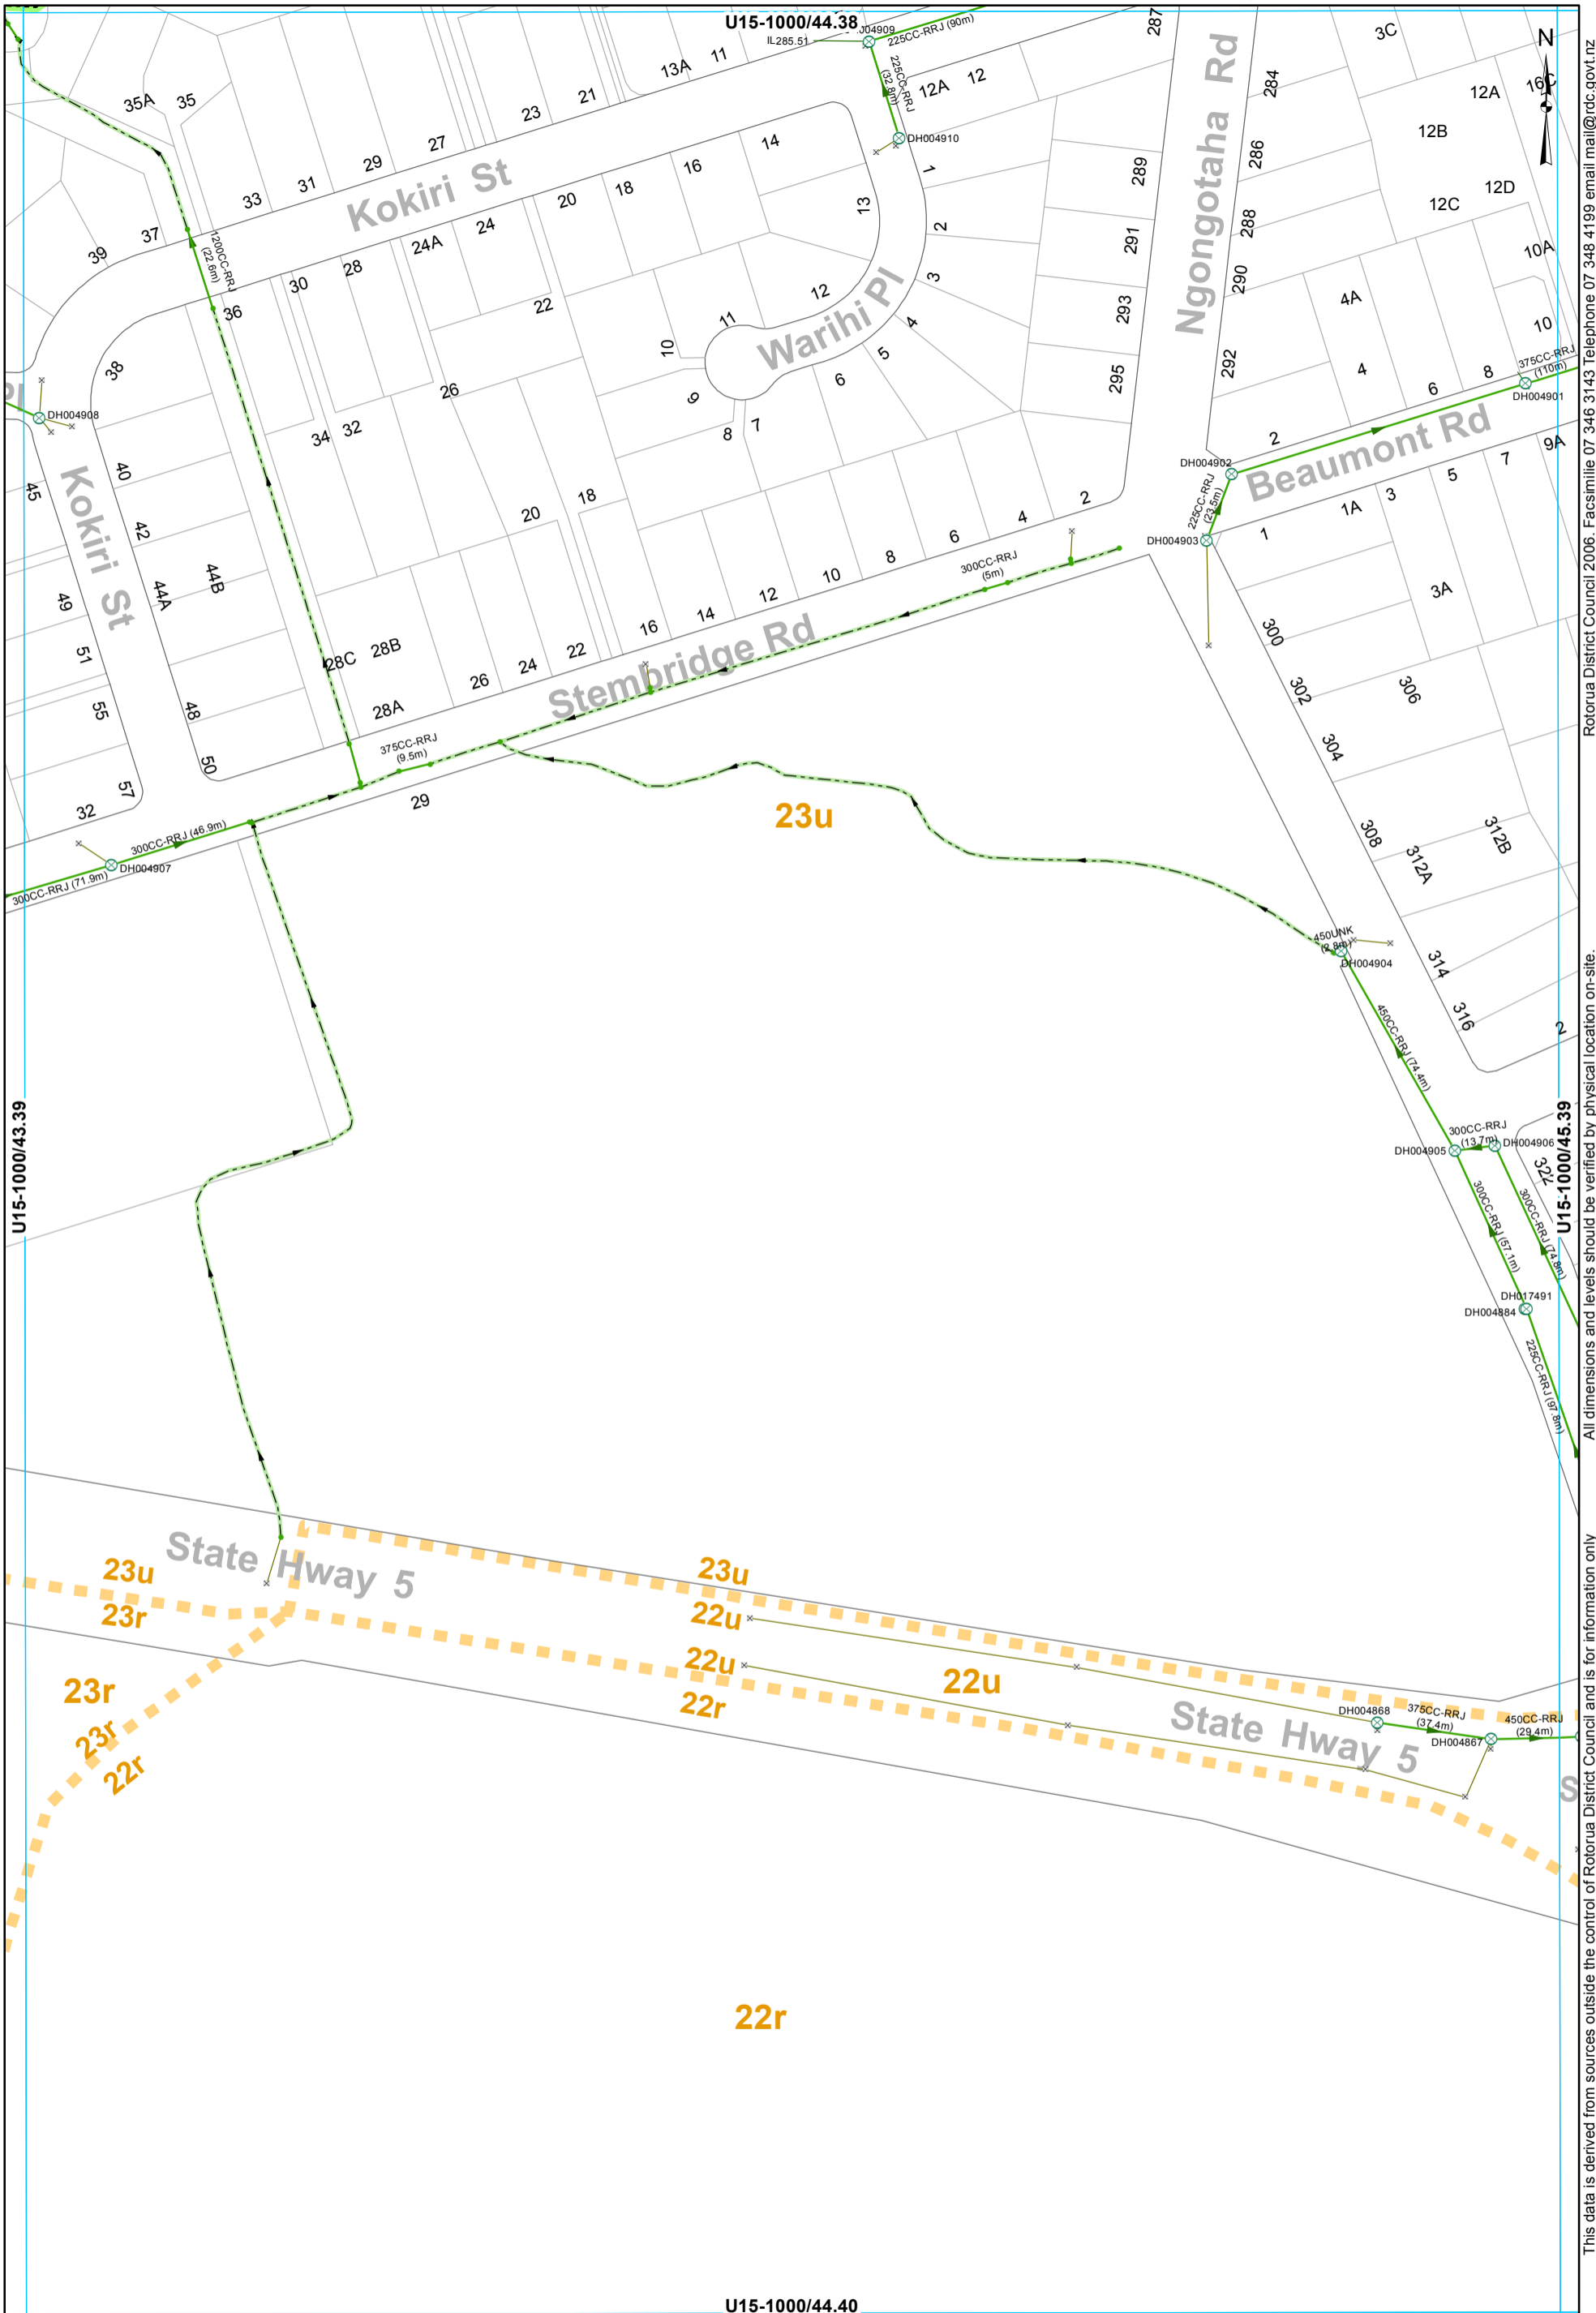 U15-1000/44.38
004909
IL285.51
225CC-RRJ (90m)
287
3C
N
284
16C
12A
13A
11
225CC-RRJ
(32.8m)
12A
12
Ngongotaha Rd
35A
35
23
21
12B
DH004910
14
27
286
29
16
1
289
31
18
33
Kokiri St
20
13
12D
12C
24
2
288
37
1200CC-RRJ
(22.6m)
24A
291
39
28
3
290
10A
30
12
22
4A
293
36
11
Warihi Pl
4
10
10
5
292
4
8
375CC-RRJ
(110m)
38
6
295
6
DH004901
26
9
Pl
DH004908
8
7
Beaumont Rd
34
32
2
9A
DH004902
7
40
5
45
18
2
3
225CC-RRJ
(23.5m)
1A
Kokiri St
20
4
42
6
1
DH004903
8
300CC-RRJ
(5m)
10
44B
12
3A
44A
14
49
16
300
28B
22
51
28C
24
302
306
26
Stembridge Rd
55
28A
48
304
375CC-RRJ
(9.5m)
50
57
29
23u
32
300CC-RRJ (46.9m)
308
312B
DH004907
312A
300CC-RRJ (71.9m)
450UNK
(2.8m)
DH004904
314
316
2
450CC-RRJ (74.4m)
U15-1000/43.39
U15-1000/45.39
300CC-RRJ
(13.7m)
DH004906
DH004905
322
300CC-RRJ (57.1m)
300CC-RRJ (74.8m)
DH017491
DH004884
225CC-RRJ (97.8m)
State Hway 5
23u
23u
23r
22u
22u
22u
23r
22r
State Hway 5
DH004868
375CC-RRJ
(37.4m)
450CC-RRJ
(29.4m)
DH004867
23r
22r
S
22r
U15-1000/44.40
Rotorua District Council 2006. Facsimilie 07 346 3143 Telephone 07 348 4199 email mail@rdc.govt.nz
All dimensions and levels should be verified by physical location on-site.
This data is derived from sources outside the control of Rotorua District Council and is for information only